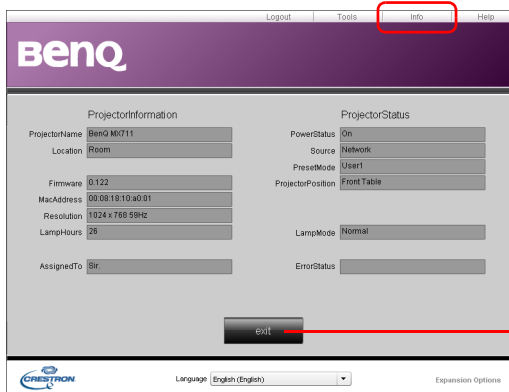 Logout Tools Info Help
BenQ
ProjectorInformation
ProjectorName BenQ MX711
Location Room
Firmware 0.122
MacAddress 00:08:18:10:a0:01
Resolution 1024 x 768 59Hz
LampHours 26
AssignedTo Sir.
ProjectorStatus
PowerStatus On
Source Network
PresetMode User1
ProjectorPosition Front Table
LampMode Normal
ErrorStatus
exit
CRESTRON
Language English (English)
Expansion Options